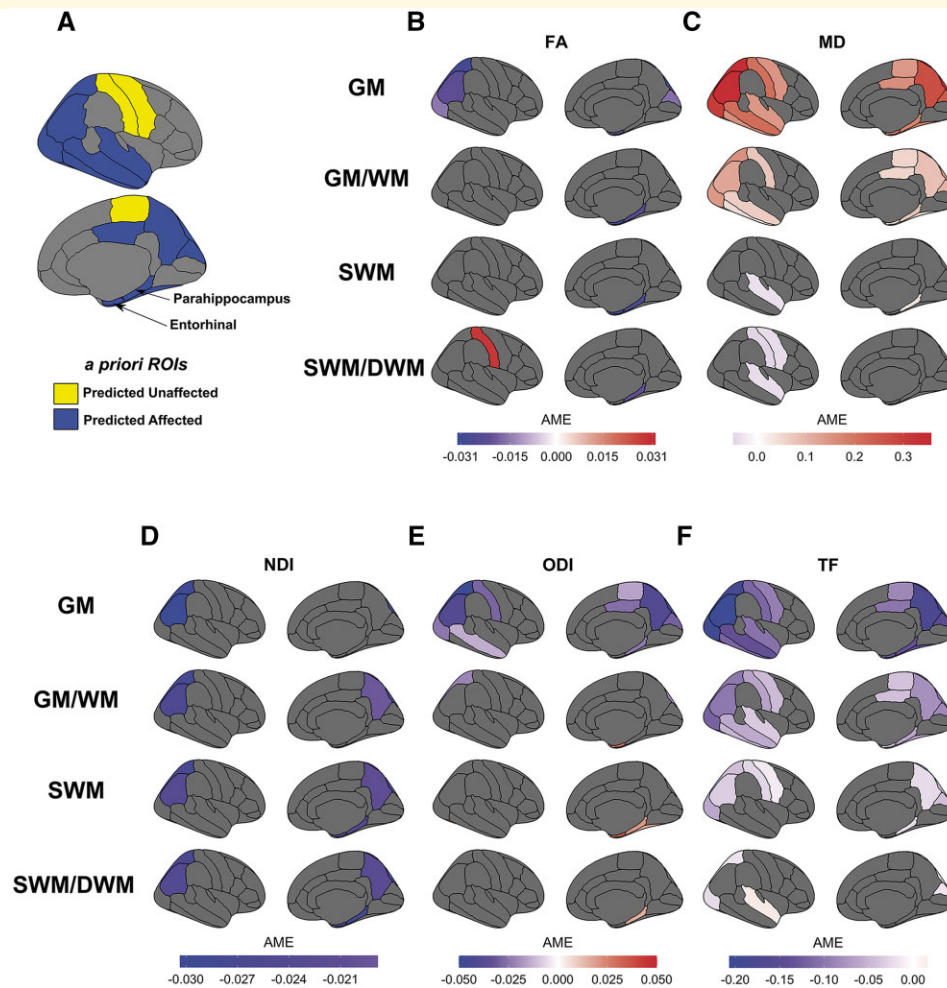 A
B
C
FA
MD
GM
GM/WM
SWM
SWM/DWM
Parahippocampus
Entorhinal
a priori ROIs
Predicted Unaffected
Predicted Affected
AME
-0.031 -0.015 0.000 0.015 0.031
AME
0.0 0.1 0.2 0.3
D
E
F
NDI
ODI
TF
GM
GM/WM
SWM
SWM/DWM
AME
-0.030 -0.027 -0.024 -0.021
AME
-0.050 -0.025 0.000 0.025 0.050
AME
-0.20 -0.15 -0.10 -0.05 0.00